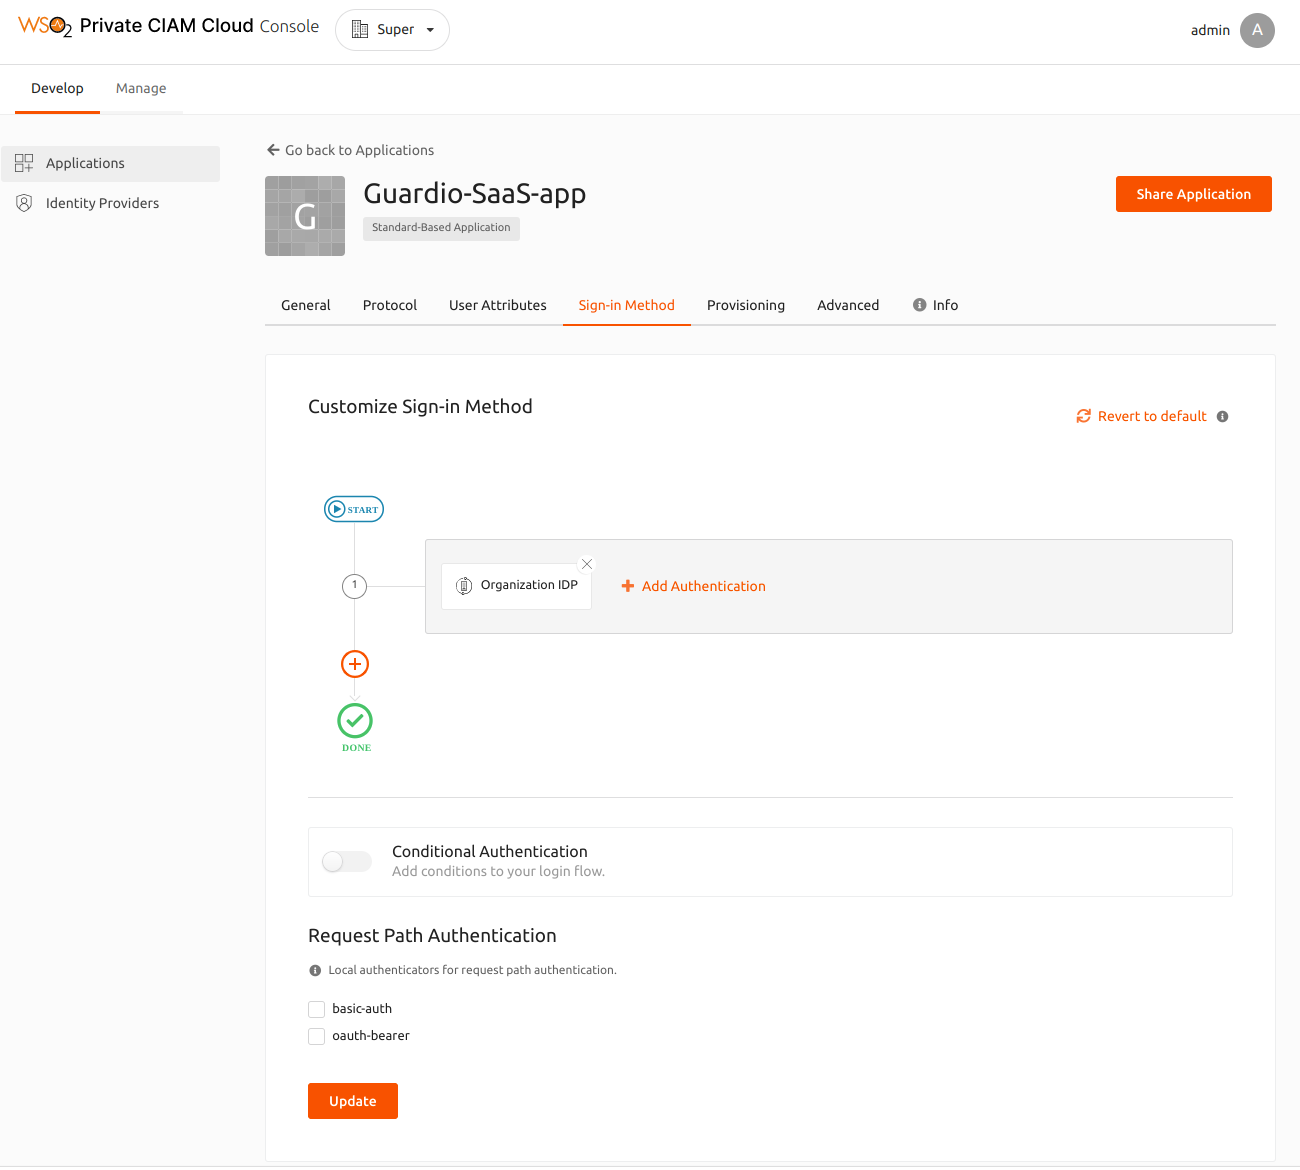 WSO2 Private CIAM Cloud Console
Super
admin
A
Develop
Manage
Applications
Identity Providers
Go back to Applications
G
Guardio-SaaS-app
Standard-Based Application
Share Application
General
Protocol
User Attributes
Sign-in Method
Provisioning
Advanced
Info
Customize Sign-in Method
Revert to default
START
1
Organization IDP
Add Authentication
DONE
Conditional Authentication
Add conditions to your login flow.
Request Path Authentication
Local authenticators for request path authentication.
basic-auth
oauth-bearer
Update